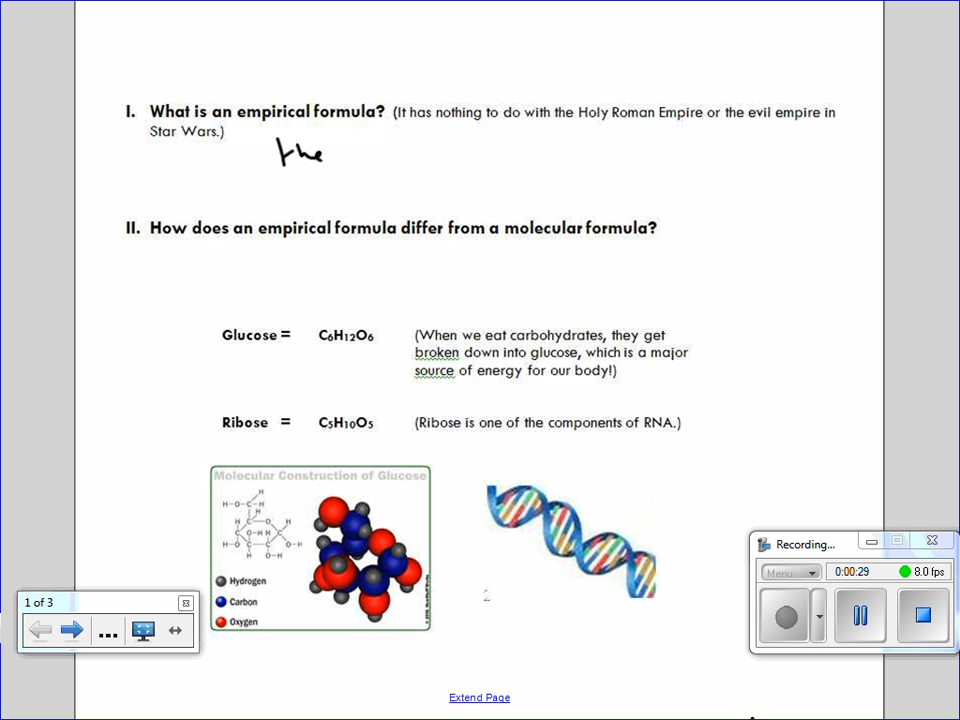 I. What is an empirical formula? (It has nothing to do with the Holy Roman Empire or the evil empire in
Star Wars.)
the
II. How does an empirical formula differ from a molecular formula?
Glucose = C₆H₁₂O₆ (When we eat carbohydrates, they get
broken down into glucose, which is a major
source of energy for our body!)
Ribose = C₅H₁₀O₅ (Ribose is one of the components of RNA.)
Molecular Construction of Glucose
Hydrogen
Carbon
Oxygen
2
Recording...
Menu 0:00:29 8.0 fps
1 of 3
Extend Page